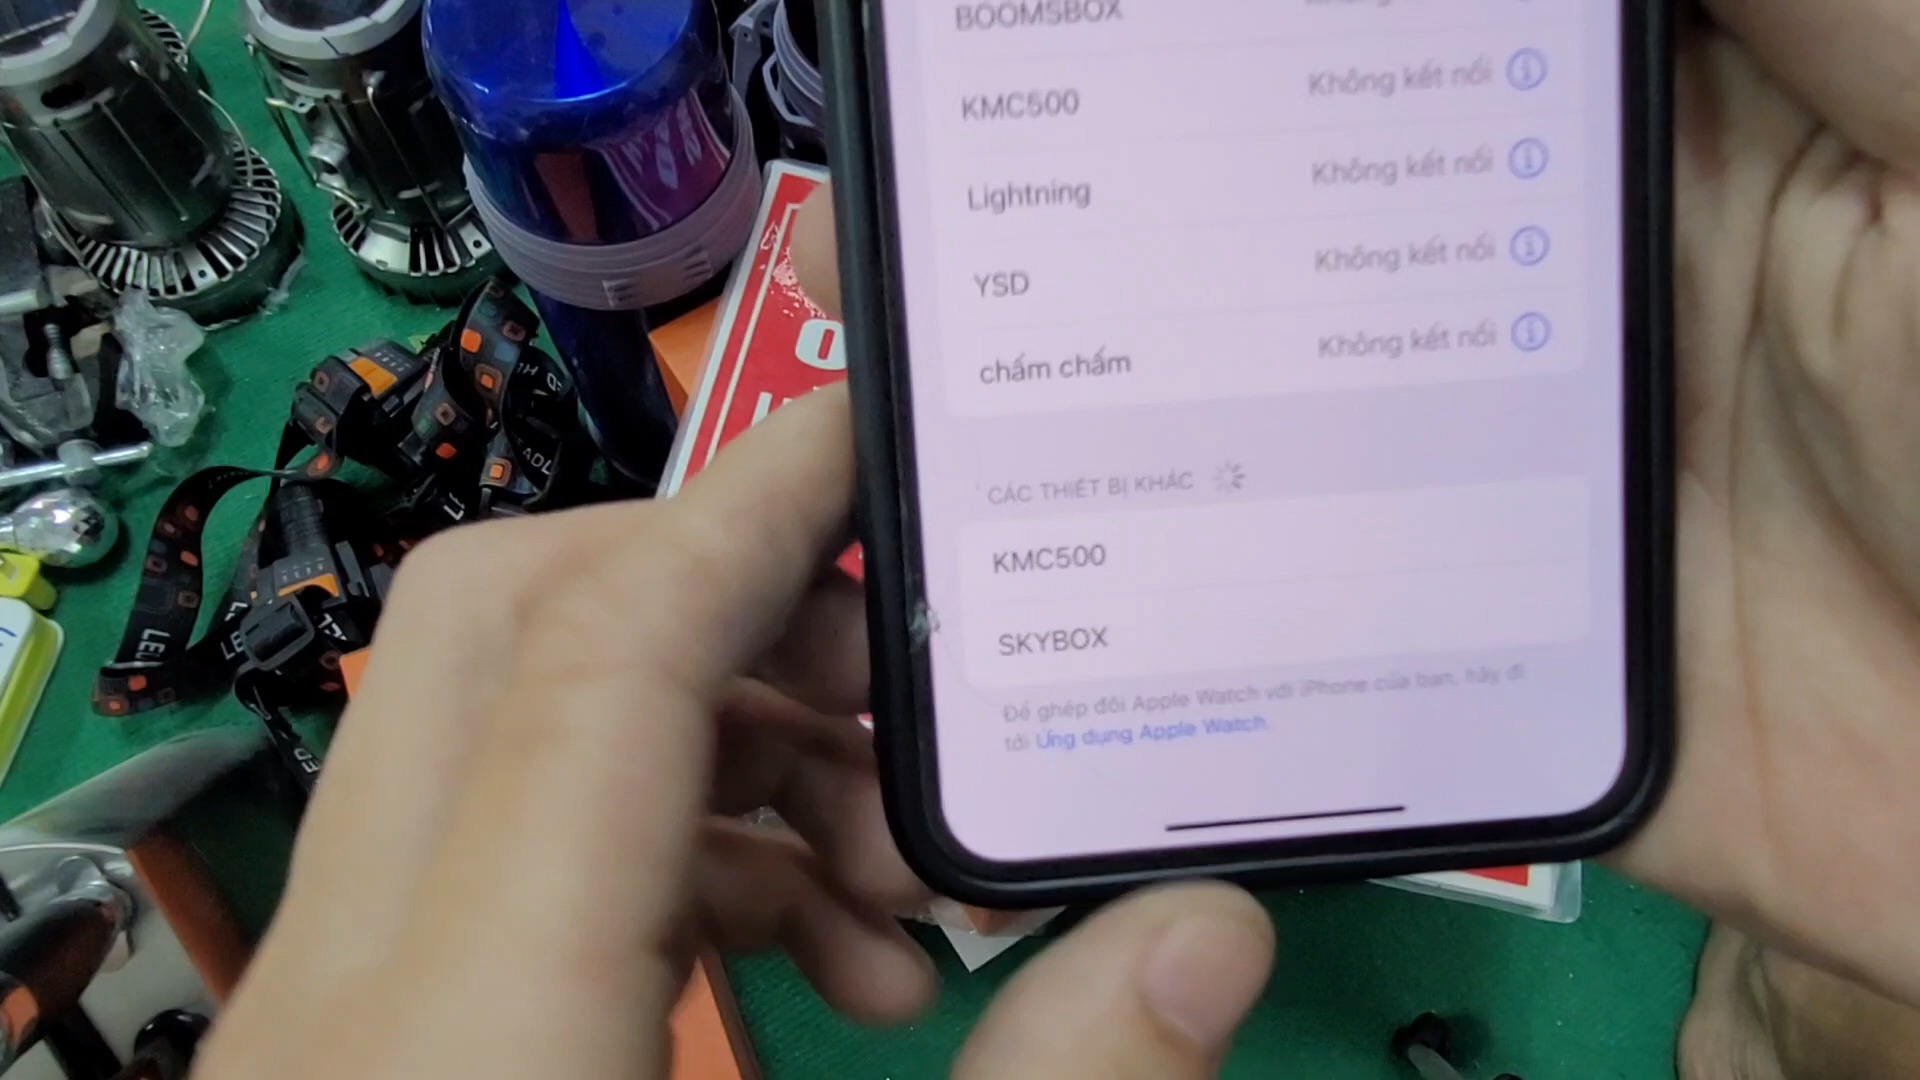 BOOMSBOX
KMC500 Không kết nối
Lightning Không kết nối
YSD Không kết nối
chấm chấm Không kết nối
CÁC THIẾT BỊ KHÁC
KMC500
SKYBOX
Để ghép đôi Apple Watch với iPhone của bạn, hãy đi
tới Ứng dụng Apple Watch.
LED